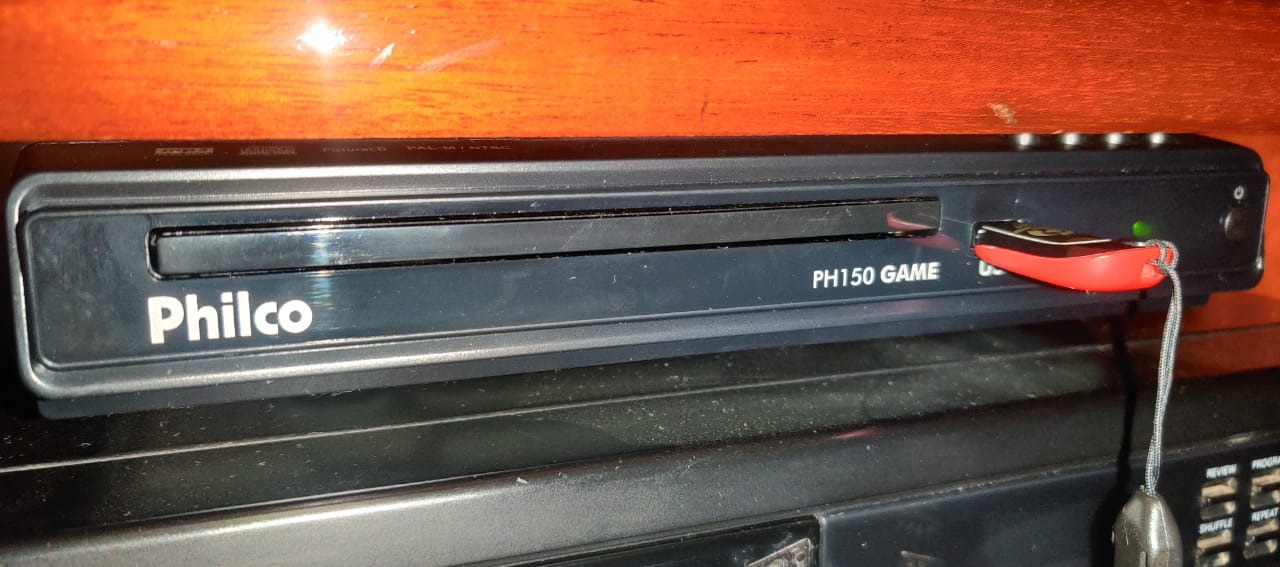 PAL-M / NTSC
Philco
PH150 GAME
REVIEW
SHUFFLE
REPEAT